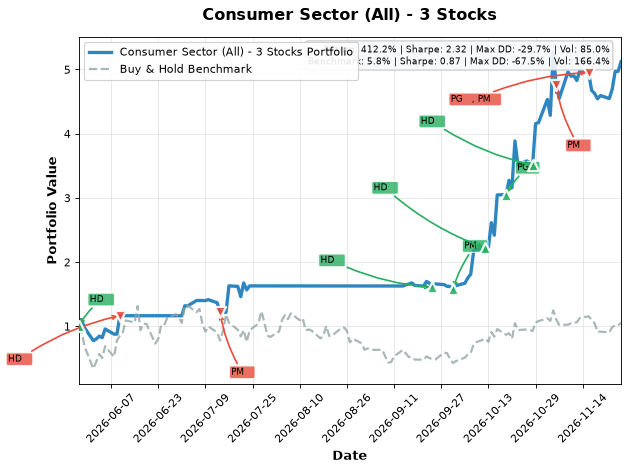 Consumer Sector (All) - 3 Stocks
Consumer Sector (All) - 3 Stocks Portfolio
Buy & Hold Benchmark
412.2% | Sharpe: 2.32 | Max DD: -29.7% | Vol: 85.0%
5.8% | Sharpe: 0.87 | Max DD: -67.5% | Vol: 166.4%
PG , PM
HD
PM
PG
HD
PM
HD
HD
HD
PM
Portfolio Value
5
4
3
2
1
2026-06-07
2026-06-23
2026-07-09
2026-07-25
2026-08-10
2026-08-26
2026-09-11
2026-09-27
2026-10-13
2026-10-29
2026-11-14
Date